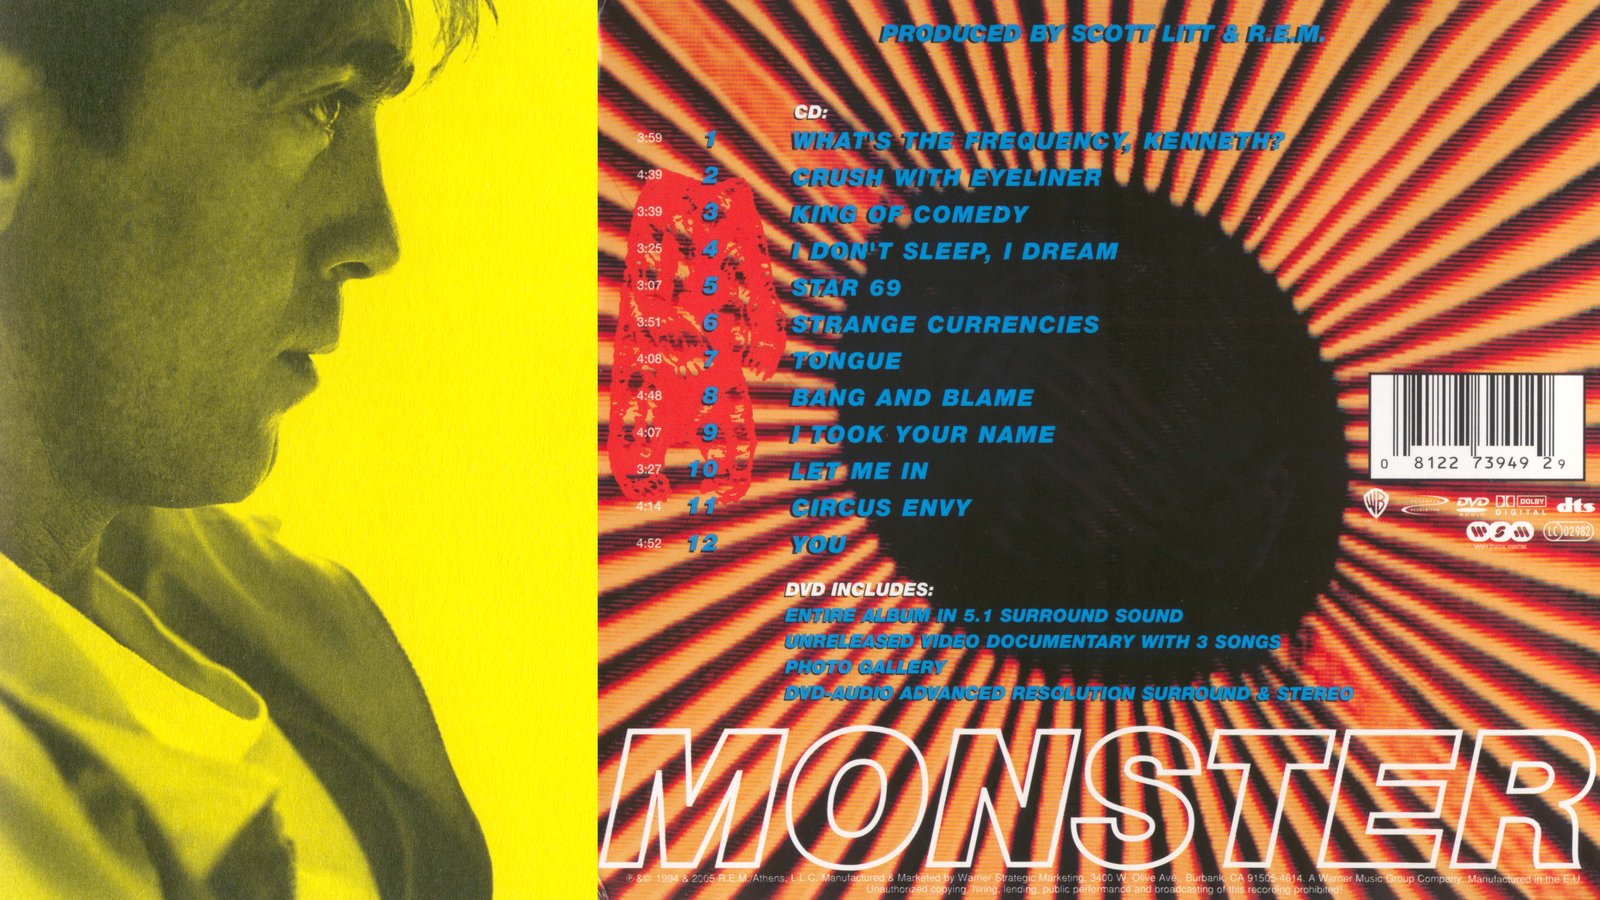 PRODUCED BY SCOTT LITT & R.E.M.
CD:
3:59 1 WHAT'S THE FREQUENCY, KENNETH?
4:39 2 CRUSH WITH EYELINER
3:39 3 KING OF COMEDY
3:25 4 I DON'T SLEEP, I DREAM
3:07 5 STAR 69
3:51 6 STRANGE CURRENCIES
4:08 7 TONGUE
4:48 8 BANG AND BLAME
4:07 9 I TOOK YOUR NAME
3:27 10 LET ME IN
4:14 11 CIRCUS ENVY
4:52 12 YOU
0 8122 73949 2 9
WB DVD AUDIO DOLBY DIGITAL dts
WSM LC 02982
DVD INCLUDES:
ENTIRE ALBUM IN 5.1 SURROUND SOUND
UNRELEASED VIDEO DOCUMENTARY WITH 3 SONGS
PHOTO GALLERY
DVD-AUDIO ADVANCED RESOLUTION SURROUND & STEREO
MONSTER
℗&© 1994 & 2005 R.E.M./Athens, L.L.C. Manufactured & Marketed by Warner Strategic Marketing, 3400 W. Olive Ave., Burbank, CA 91505-4614. A Warner Music Group Company. Manufactured in the E.U.
Unauthorized copying, hiring, lending, public performance and broadcasting of this recording prohibited!